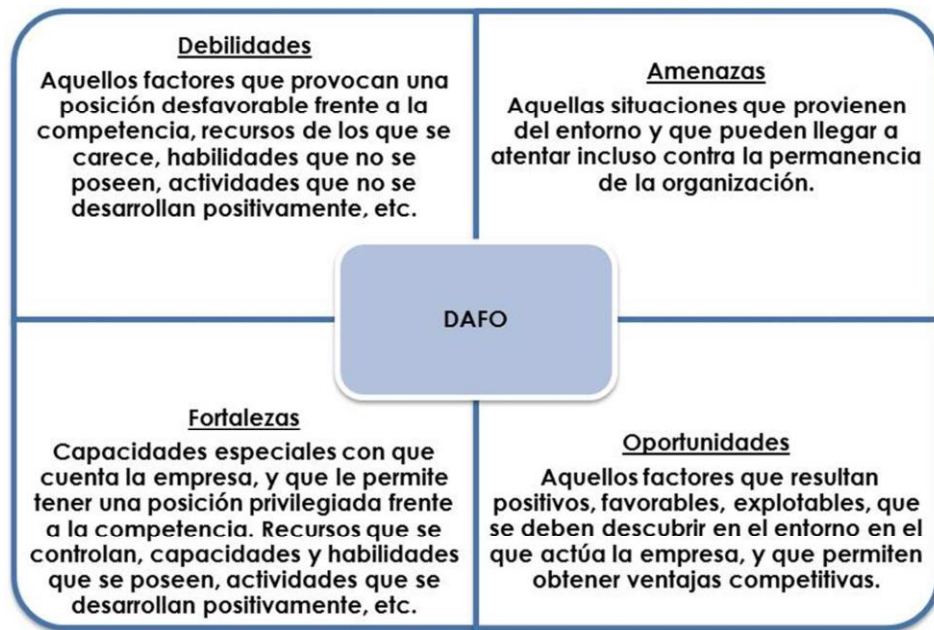 Debilidades
Aquellos factores que provocan una
posición desfavorable frente a la
competencia, recursos de los que se
carece, habilidades que no se
poseen, actividades que no se
desarrollan positivamente, etc.
Amenazas
Aquellas situaciones que provienen
del entorno y que pueden llegar a
atentar incluso contra la permanencia
de la organización.
DAFO
Fortalezas
Capacidades especiales con que
cuenta la empresa, y que le permite
tener una posición privilegiada frente
a la competencia. Recursos que se
controlan, capacidades y habilidades
que se poseen, actividades que se
desarrollan positivamente, etc.
Oportunidades
Aquellos factores que resultan
positivos, favorables, explotables, que
se deben descubrir en el entorno en el
que actúa la empresa, y que permiten
obtener ventajas competitivas.